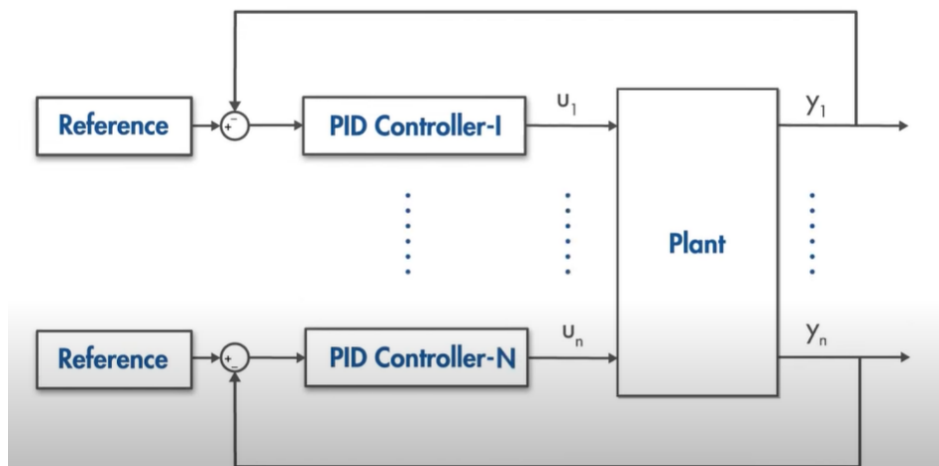 Reference
PID Controller-I
u₁
y₁
Plant
Reference
PID Controller-N
uₙ
yₙ